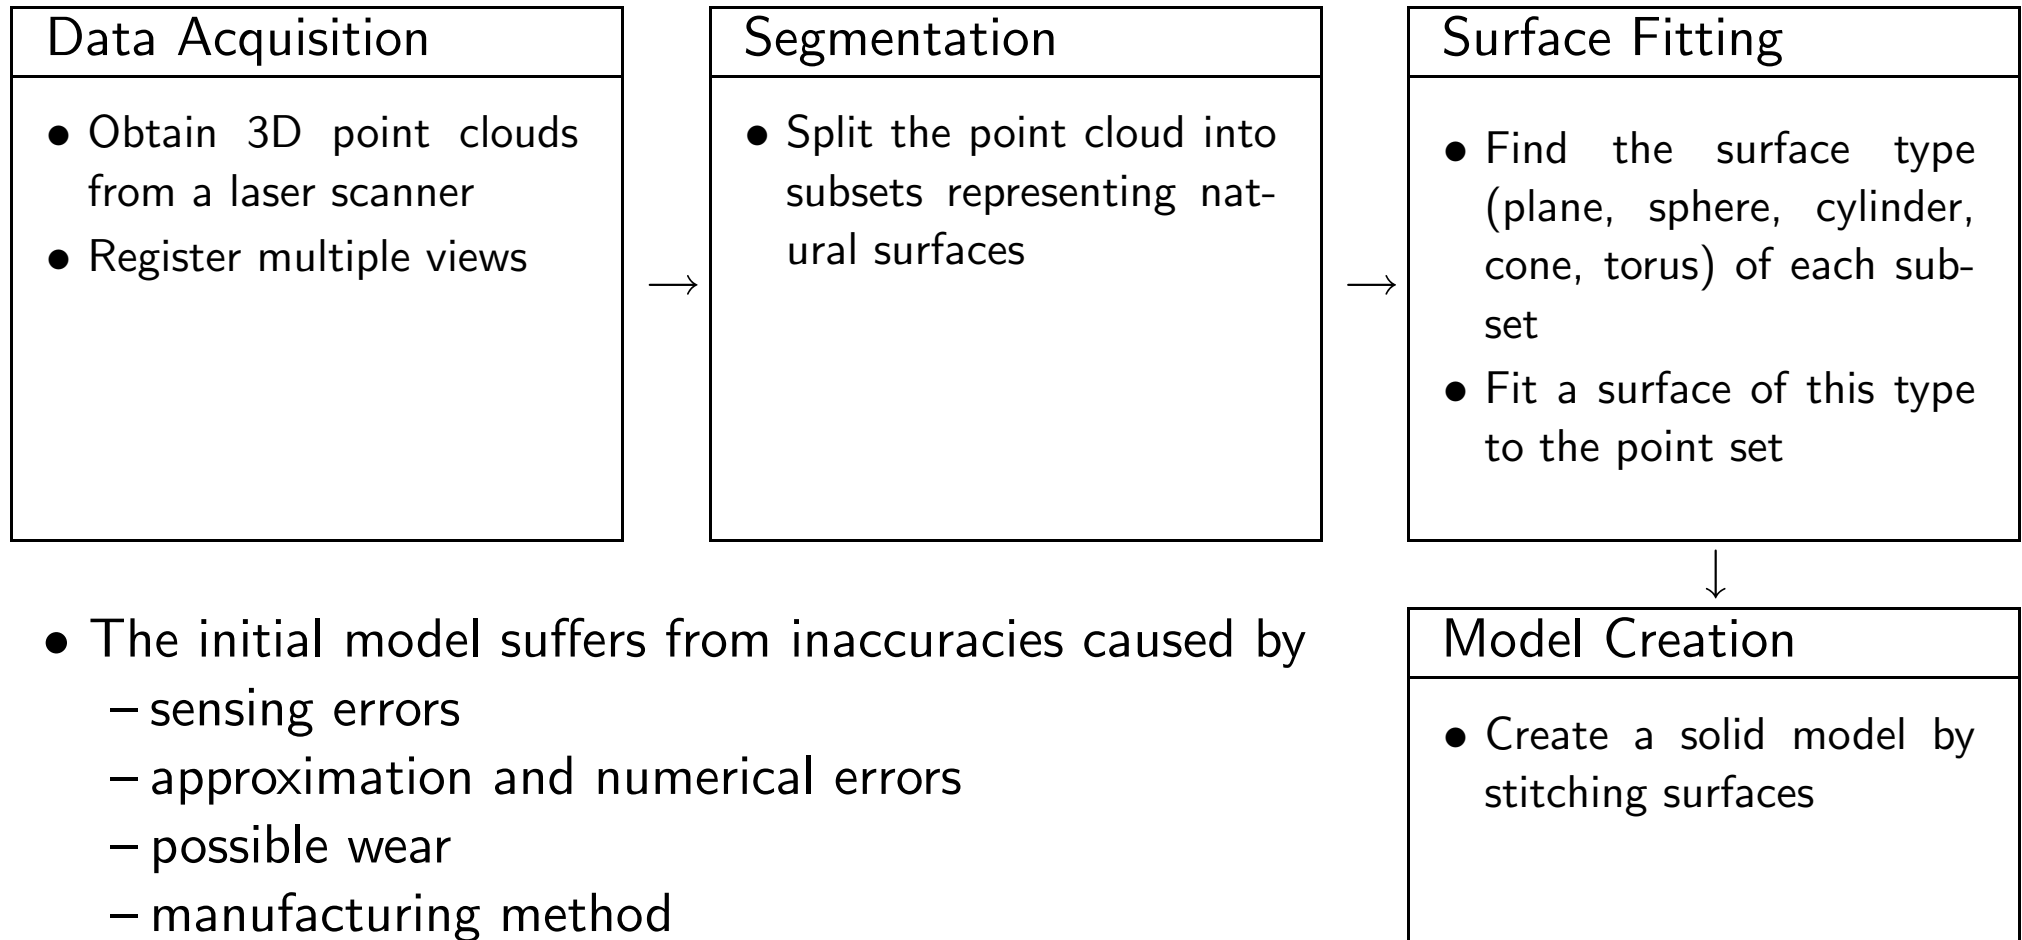 Data Acquisition
• Obtain 3D point clouds
from a laser scanner
• Register multiple views
→
Segmentation
• Split the point cloud into
subsets representing nat-
ural surfaces
→
Surface Fitting
• Find the surface type
(plane, sphere, cylinder,
cone, torus) of each sub-
set
• Fit a surface of this type
to the point set
↓
Model Creation
• Create a solid model by
stitching surfaces
• The initial model suffers from inaccuracies caused by
– sensing errors
– approximation and numerical errors
– possible wear
– manufacturing method